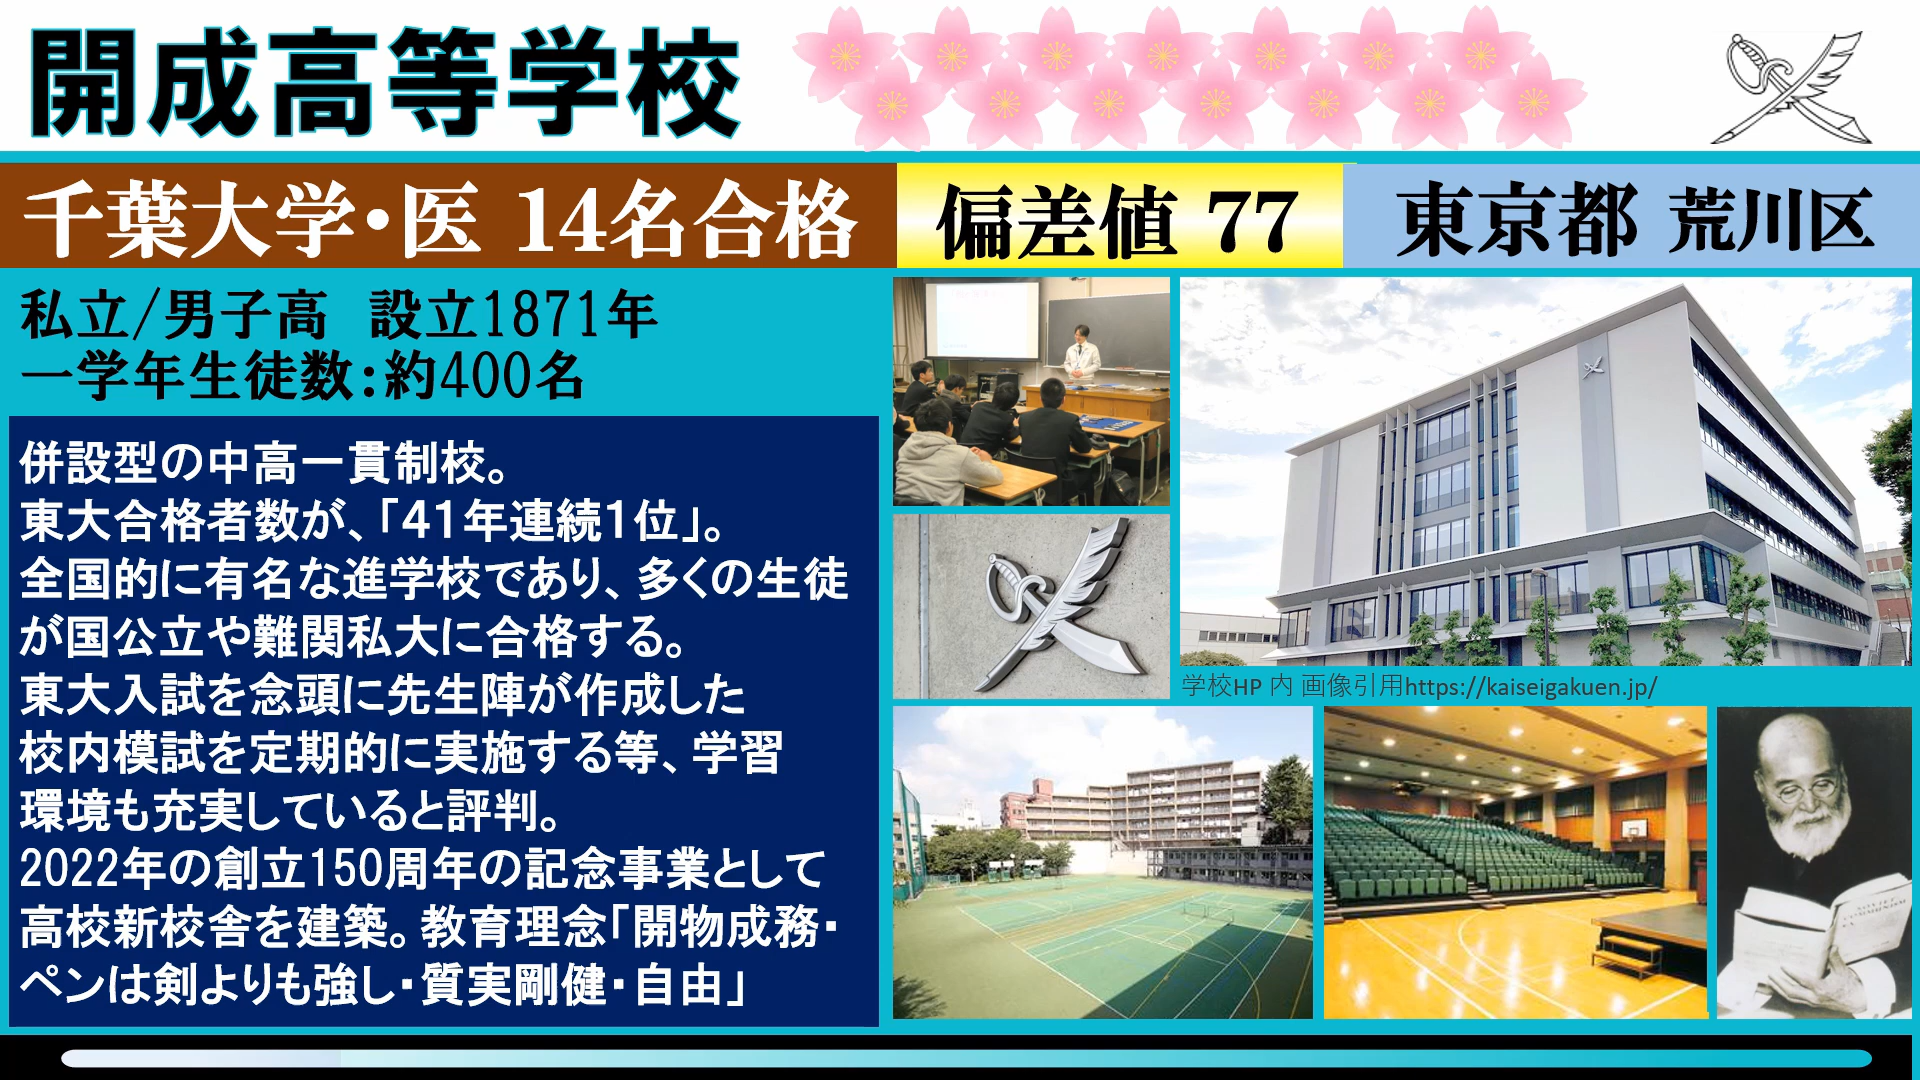 開成高等学校
千葉大学・医 14名合格
偏差値 77
東京都 荒川区
私立/男子高　設立1871年
一学年生徒数：約400名
併設型の中高一貫制校。
東大合格者数が、「４１年連続１位」。
全国的に有名な進学校であり、多くの生徒
が国公立や難関私大に合格する。
東大入試を念頭に先生陣が作成した
校内模試を定期的に実施する等、学習
環境も充実していると評判。
2022年の創立150周年の記念事業として
高校新校舎を建築。教育理念「開物成務・
ペンは剣よりも強し・質実剛健・自由」
学校HP 内 画像引用https://kaiseigakuen.jp/
SOVIET
COMMUNISM